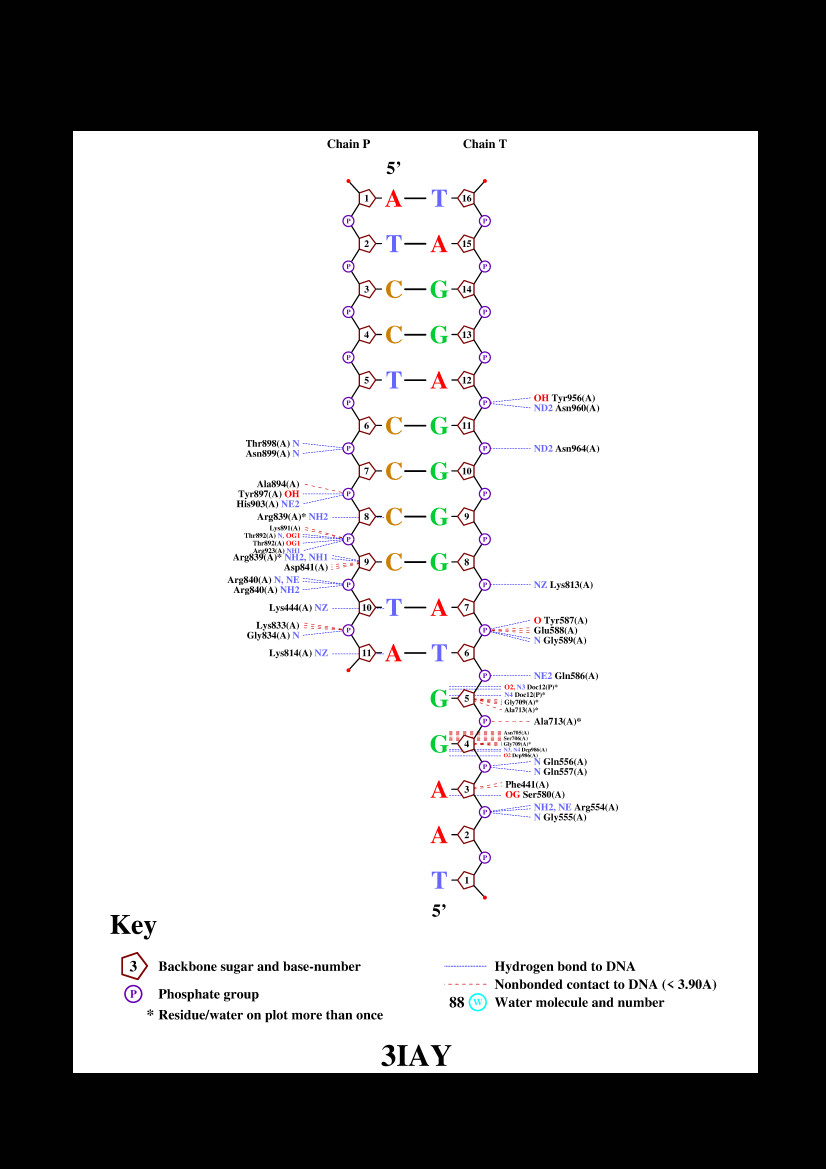 Chain P Chain T
5’
1 A T 16
P P
2 T A 15
P P
3 C G 14
P P
4 C G 13
P P
5 T A 12
OH Tyr956(A)
P P
ND2 Asn960(A)
6 C G 11
Thr898(A) N
P P ND2 Asn964(A)
Asn899(A) N
7 C G 10
Ala894(A)
Tyr897(A) OH P P
His903(A) NE2
Arg839(A)* NH2 8 C G 9
Lys891(A)
Thr892(A) N, OG1
P P
Thr892(A) OG1
Arg923(A) NH1
Arg839(A)* NH2, NH1
9 C G 8
Asp841(A)
Arg840(A) N, NE
P P NZ Lys813(A)
Arg840(A) NH2
Lys444(A) NZ 10 T A 7
O Tyr587(A)
Lys833(A)
P P Glu588(A)
Gly834(A) N
N Gly589(A)
Lys814(A) NZ 11 A T 6
P NE2 Gln586(A)
O2, N3 Doc12(P)*
N4 Doc12(P)*
G 5
Gly709(A)*
Ala713(A)*
P Ala713(A)*
Asn705(A)
Ser706(A)
G 4 Gly709(A)*
N3, N4 Dcp986(A)
O2 Dcp986(A)
N Gln556(A)
P
N Gln557(A)
Phe441(A)
A 3
OG Ser580(A)
NH2, NE Arg554(A)
P
N Gly555(A)
A 2
P
T 1
5’
Key
3 Backbone sugar and base-number
Hydrogen bond to DNA
Nonbonded contact to DNA (< 3.90A)
P Phosphate group
88 W Water molecule and number
* Residue/water on plot more than once
3IAY